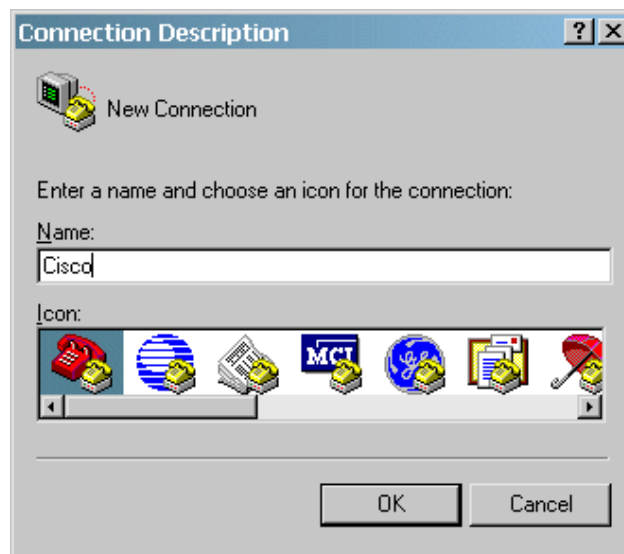 Connection Description
New Connection
Enter a name and choose an icon for the connection:
Name:
Cisco
Icon:
MCI
OK
Cancel